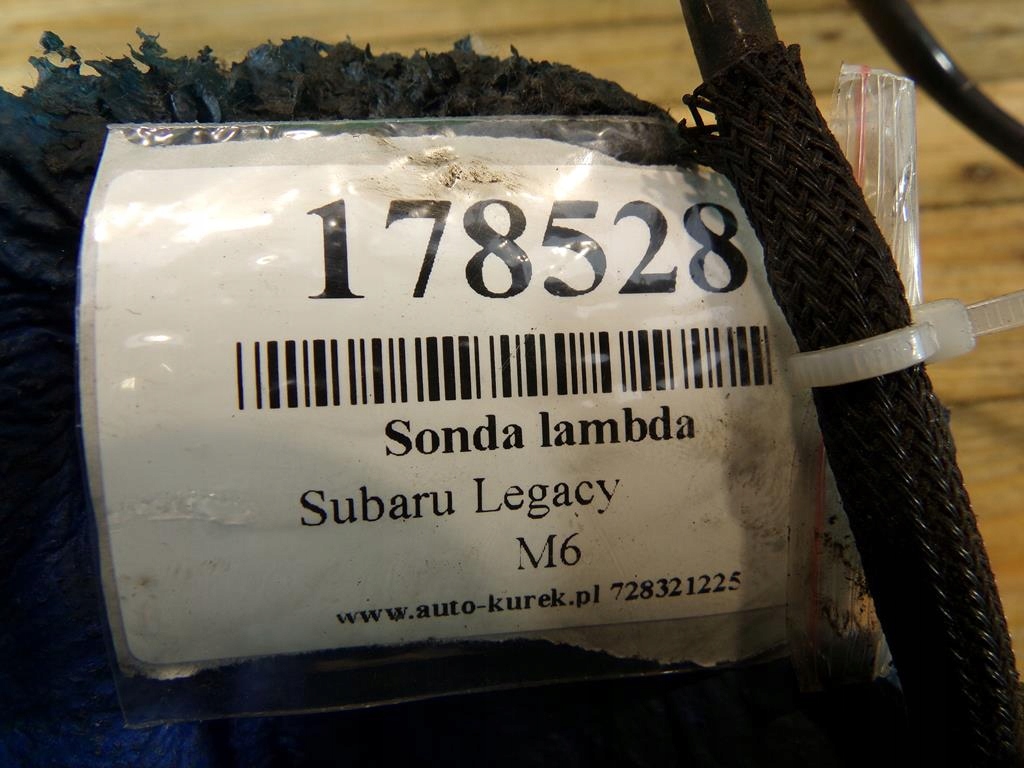 178528
Sonda lambda
Subaru Legacy
M6
www.auto-kurek.pl 728321225